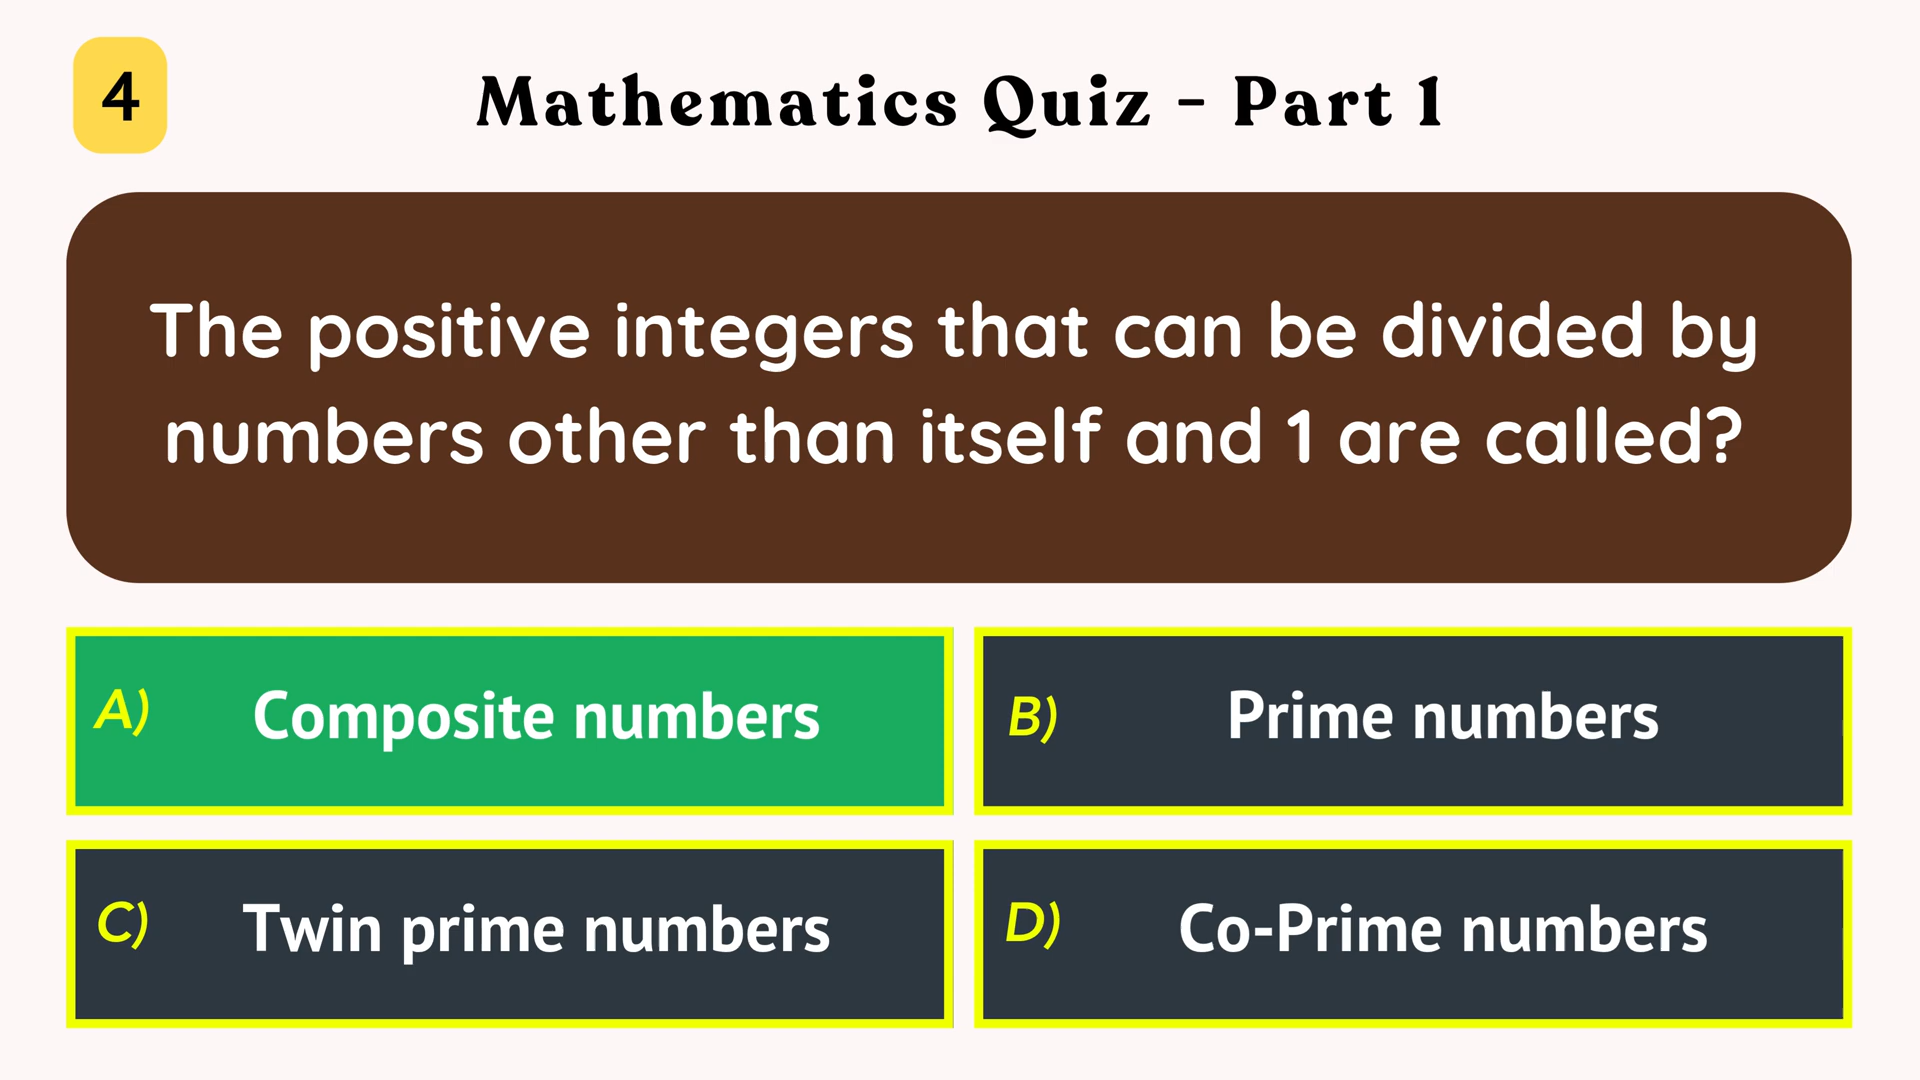 4
Mathematics Quiz - Part 1
The positive integers that can be divided by
numbers other than itself and 1 are called?
A) Composite numbers
B) Prime numbers
C) Twin prime numbers
D) Co-Prime numbers